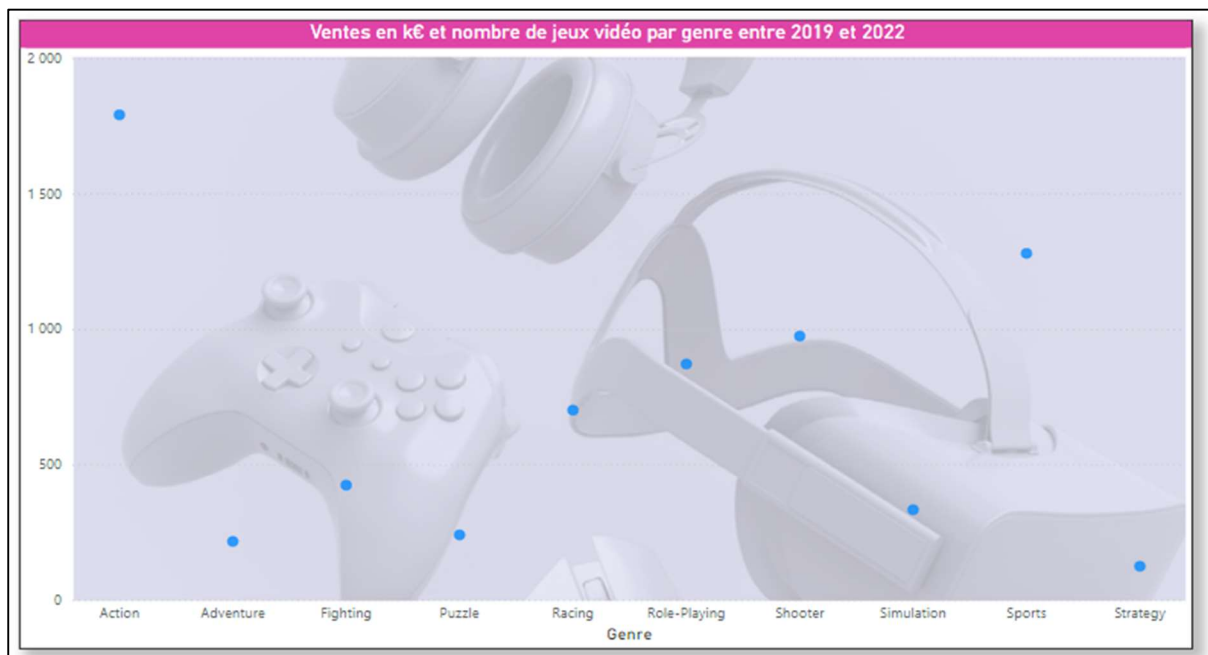 Ventes en k€ et nombre de jeux vidéo par genre entre 2019 et 2022
2 000
1 500
1 000
500
0
Action Adventure Fighting Puzzle Racing Role-Playing Shooter Simulation Sports Strategy
Genre